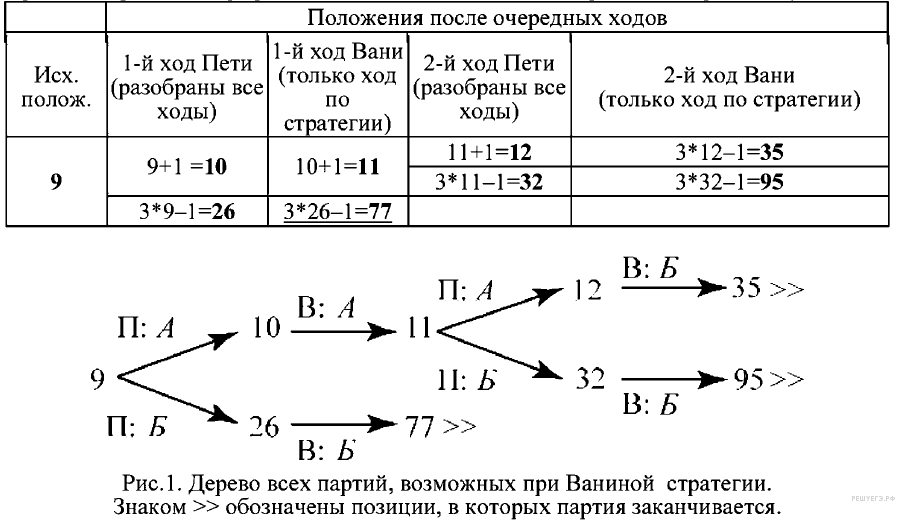 Положения после очередных ходов
Исх. полож.
1-й ход Пети (разобраны все ходы)
1-й ход Вани (только ход по стратегии)
2-й ход Пети (разобраны все ходы)
2-й ход Вани (только ход по стратегии)
9
9+1 =10
10+1=11
11+1=12
3*12–1=35
3*11–1=32
3*32–1=95
3*9–1=26
3*26–1=77
П: А
В: А
П: А
12
В: Б
35 >>
10
11
9
П: Б
32
В: Б
95 >>
П: Б
26
В: Б
77 >>
Рис.1. Дерево всех партий, возможных при Ваниной стратегии.
Знаком >> обозначены позиции, в которых партия заканчивается.
РЕШУЕГЭ.РФ